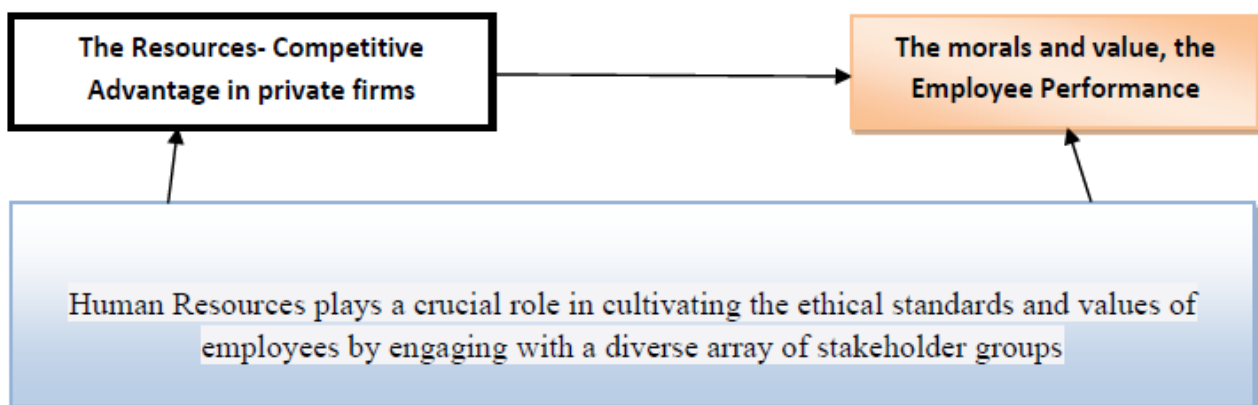 The Resources- Competitive
Advantage in private firms
The morals and value, the
Employee Performance
Human Resources plays a crucial role in cultivating the ethical standards and values of
employees by engaging with a diverse array of stakeholder groups